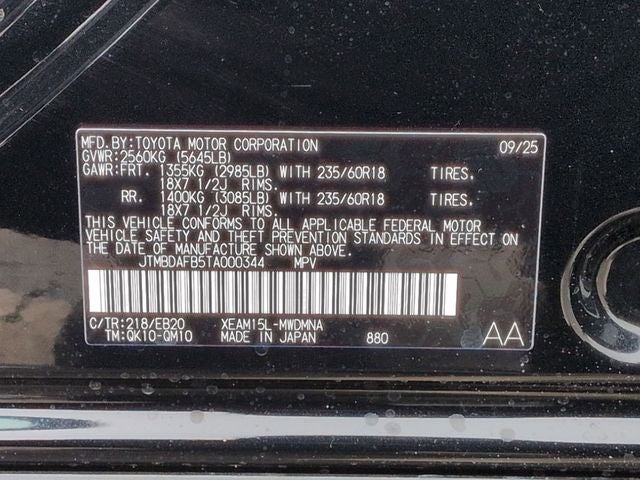 MFD.BY:TOYOTA MOTOR CORPORATION 09/25
GVWR:2560KG (5645LB)
GAWR:FRT. 1355KG (2985LB) WITH 235/60R18 TIRES.
18X7 1/2J RIMS.
RR. 1400KG (3085LB) WITH 235/60R18 TIRES.
18X7 1/2J RIMS.
THIS VEHICLE CONFORMS TO ALL APPLICABLE FEDERAL MOTOR
VEHICLE SAFETY AND THEFT PREVENTION STANDARDS IN EFFECT ON
THE DATE OF MANUFACTURE SHOWN ABOVE.
JTMBDAFB5TA000344 MPV
C/TR:218/EB20 XEAM15L-MWDMNA
TM:QK10-QM10 MADE IN JAPAN 880 AA